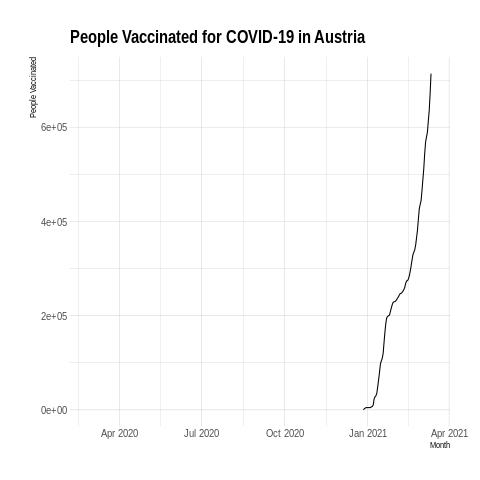 People Vaccinated for COVID-19 in Austria
People Vaccinated
6e+05
4e+05
2e+05
0e+00
Apr 2020 Jul 2020 Oct 2020 Jan 2021 Apr 2021
Month